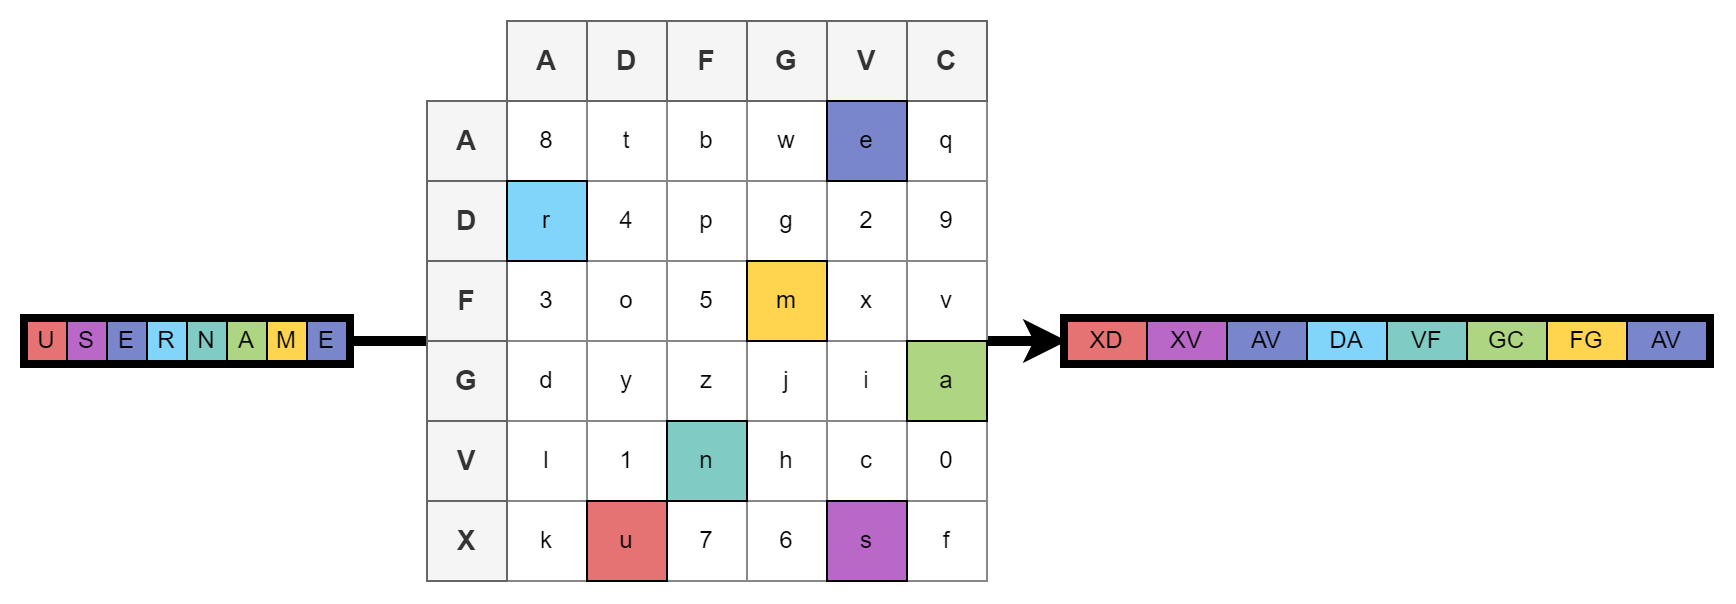 A D F G V C
A 8 t b w e q
D r 4 p g 2 9
F 3 o 5 m x v
U S E R N A M E
XD XV AV DA VF GC FG AV
G d y z j i a
V l 1 n h c 0
X k u 7 6 s f